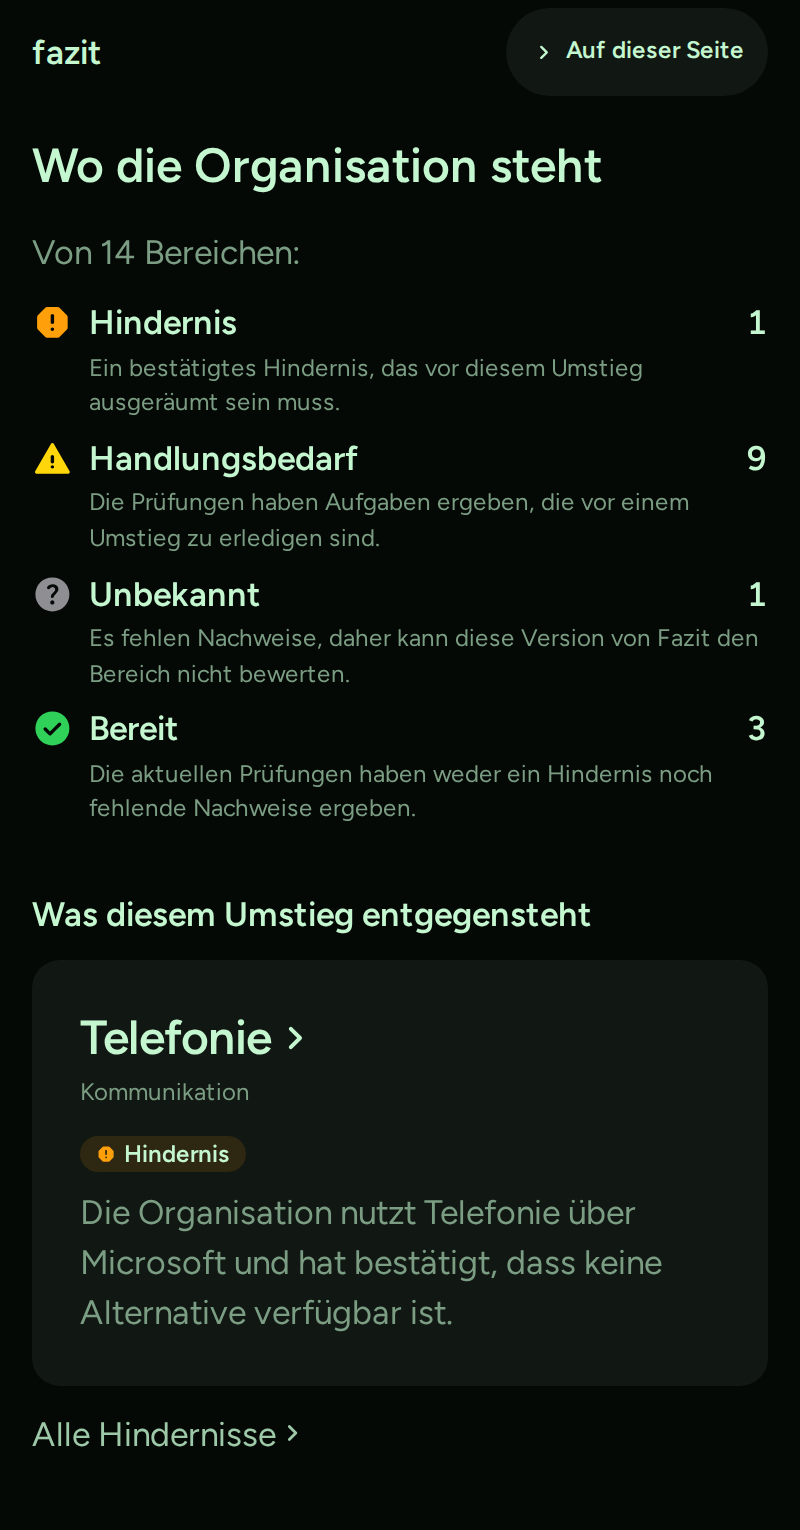 fazit
Auf dieser Seite
Wo die Organisation steht
Von 14 Bereichen:
Hindernis 1
Ein bestätigtes Hindernis, das vor diesem Umstieg
ausgeräumt sein muss.
Handlungsbedarf 9
Die Prüfungen haben Aufgaben ergeben, die vor einem
Umstieg zu erledigen sind.
Unbekannt 1
Es fehlen Nachweise, daher kann diese Version von Fazit den
Bereich nicht bewerten.
Bereit 3
Die aktuellen Prüfungen haben weder ein Hindernis noch
fehlende Nachweise ergeben.
Was diesem Umstieg entgegensteht
Telefonie
Kommunikation
Hindernis
Die Organisation nutzt Telefonie über
Microsoft und hat bestätigt, dass keine
Alternative verfügbar ist.
Alle Hindernisse